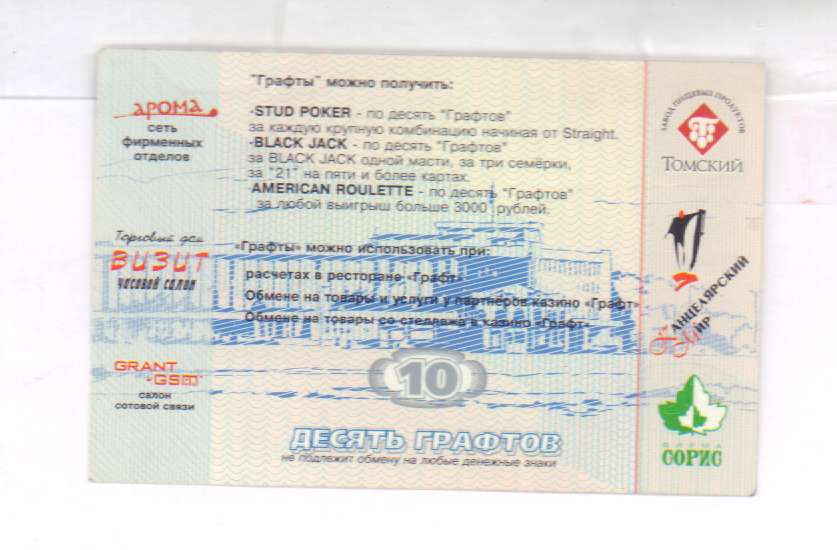 "Графты" можно получить:
·STUD POKER - по десять "Графтов"
за каждую крупную комбинацию начиная от Straight.
·BLACK JACK - по десять "Графтов"
за BLACK JACK одной масти, за три семёрки,
за "21" на пяти и более картах.
·AMERICAN ROULETTE - по десять "Графтов"
за любой выигрыш больше 3000 рублей.
«Графты» можно использовать при:
расчетах в ресторане «Графт»
Обмене на товары и услуги у партнёров казино «Графт»
Обмене на товары со стеллажа в казино «Графт»
10
ДЕСЯТЬ ГРАФТОВ
не подлежит обмену на любые денежные знаки
арома
сеть
фирменных
отделов
Торговый дом
ВИЗИТ
часовой салон
GRANT
GSM
салон
сотовой связи
ЗАВОД ПИЩЕВЫХ ПРОДУКТОВ
ТОМСКИЙ
КАНЦЕЛЯРСКИЙ
МИР
ФИРМА
СОРИС